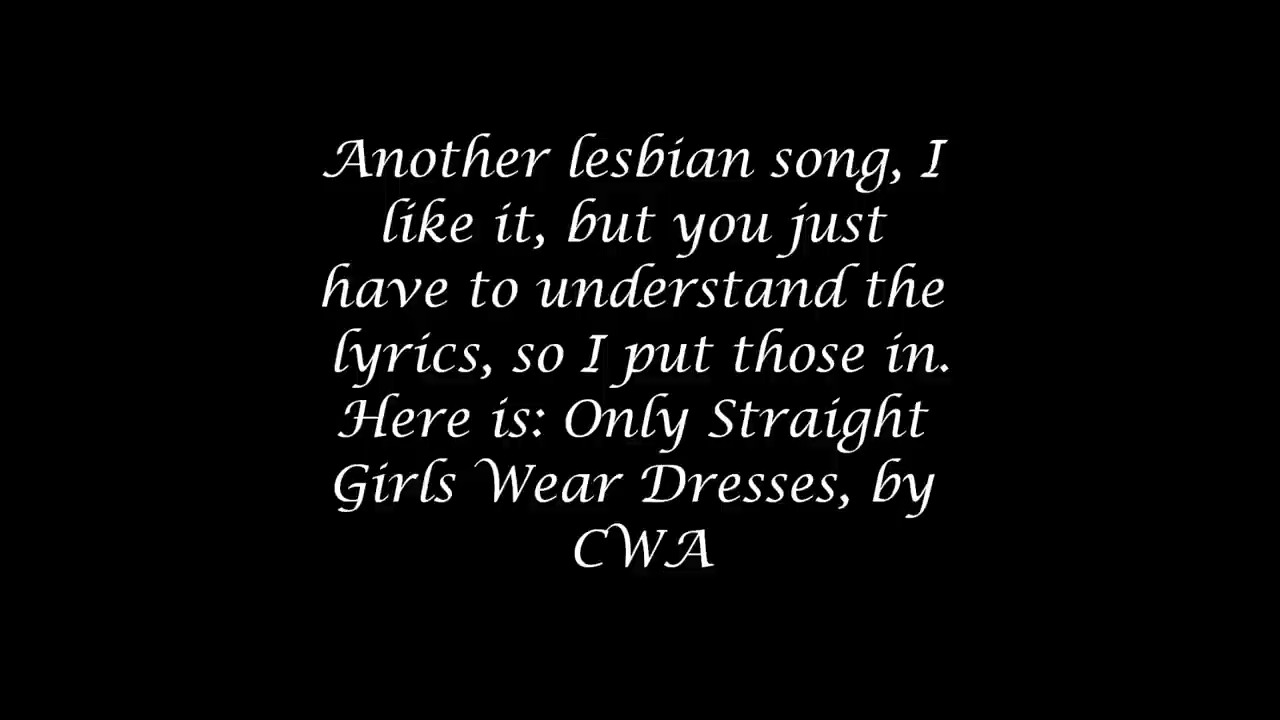 Another lesbian song, I
like it, but you just
have to understand the
lyrics, so I put those in.
Here is: Only Straight
Girls Wear Dresses, by
CWA